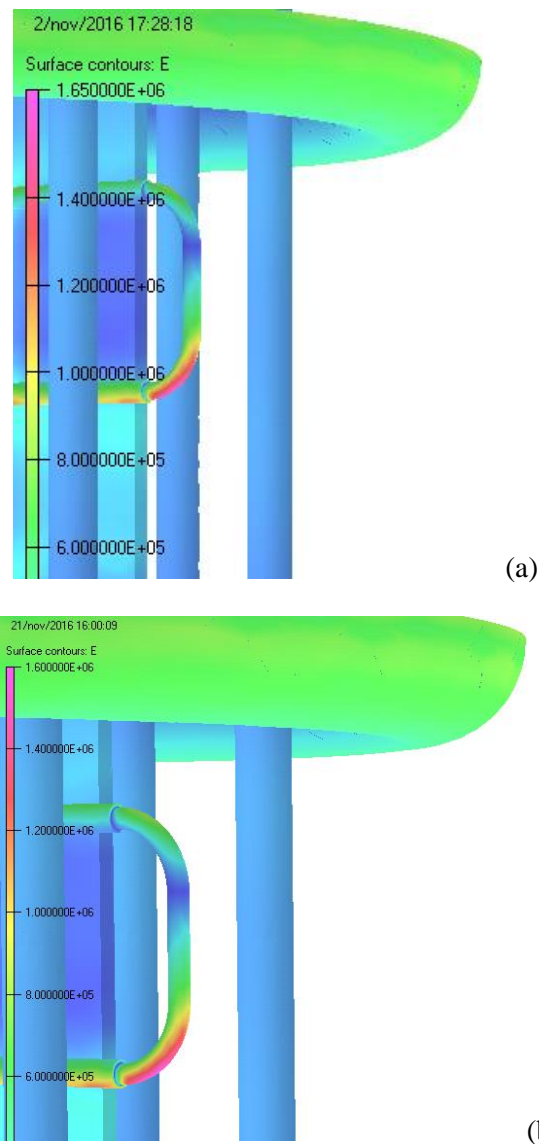 2/nov/2016 17:28:18
Surface contours: E
1.650000E+06
1.400000E+06
1.200000E+06
1.000000E+06
8.000000E+05
6.000000E+05
(a)
21/nov/2016 16:00:09
Surface contours: E
1.600000E+06
1.400000E+06
1.200000E+06
1.000000E+06
8.000000E+05
6.000000E+05
(b